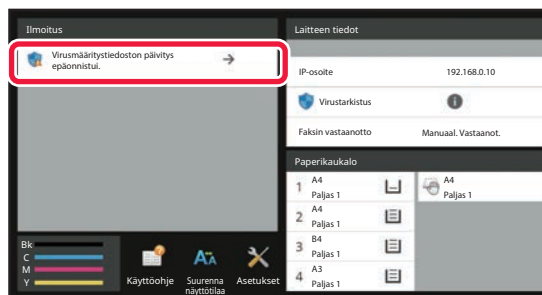 Ilmoitus
Virusmääritystiedoston päivitys
epäonnistui.
Laitteen tiedot
IP-osoite 192.168.0.10
Virustarkistus
Faksin vastaanotto Manuaal. Vastaanot.
Paperikaukalo
1 A4
Paljas 1
A4
Paljas 1
2 A4
Paljas 1
3 B4
Paljas 1
4 A3
Paljas 1
Bk
C
M
Y
Käyttöohje
Suurenna
näyttötilaa
Asetukset